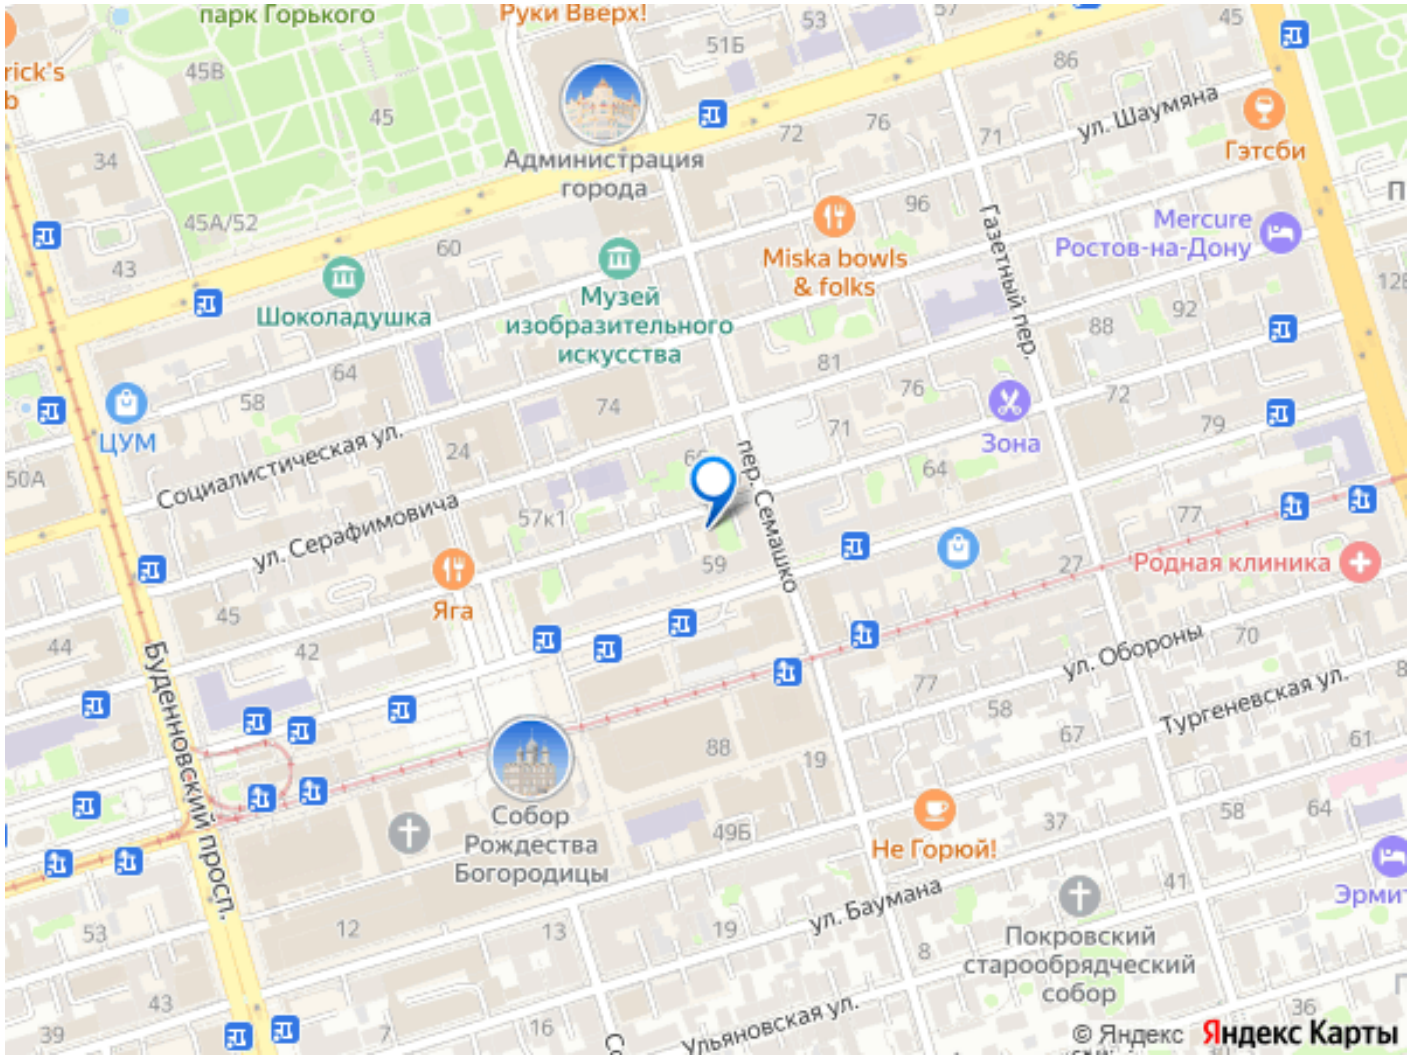 парк Горького
Руки Вверх!
53
57
45
rick's
b
45В
51Б
86
45
34
Администрация
города
72
76
71
ул. Шаумяна
Гэтсби
45А/52
43
60
96
Газетный пер.
Mercure
Ростов-на-Дону
П
Miska bowls
& folks
Шоколадушка
Музей
изобразительного
искусства
64
58
81
88
92
ЦУМ
74
76
72
79
71
Зона
50А
Социалистическая ул.
24
64
пер. Семашко
ул. Серафимовича
57к1
59
77
27
Родная клиника
Яга
45
44
42
Буденновский просп.
ул. Обороны
70
77
58
67
Тургеневская ул.
61
88
19
Собор
Рождества
Богородицы
49Б
Не Горюй!
37
58
64
Эрмит
41
ул. Баумана
12
13
19
53
8
Покровский
старообрядческий
собор
43
39
7
16
Ульяновская ул.
36
© Яндекс
Яндекс Карты